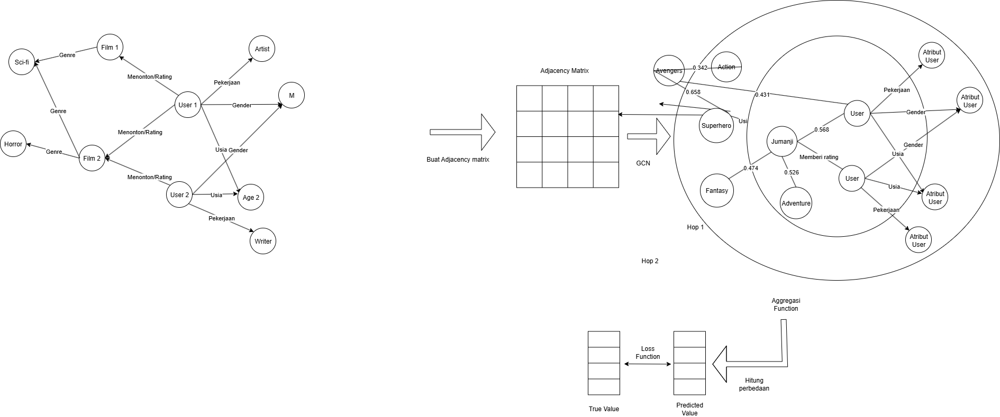 Film 1
Sci-fi
Genre
Artist
Menonton/Rating
Pekerjaan
M
User 1
Gender
Genre
Menonton/Rating
Horror
Genre
Film 2
Usia
Gender
Menonton/Rating
User 2
Usia
Age 2
Pekerjaan
Writer
Buat Adjacency matrix
Adjacency Matrix
GCN
Avengers
0.342
Action
0.658
0.431
Superhero
Usi
Atribut
User
Pekerjaan
Atribut
User
User
Gender
0.568
Jumanji
Gender
Memberi rating
Usia
0.474
0.526
User
Usia
Fantasy
Adventure
Atribut
User
Pekerjaan
Hop 1
Atribut
User
Hop 2
Aggregasi
Function
Loss
Function
Hitung
perbedaan
True Value
Predicted
Value